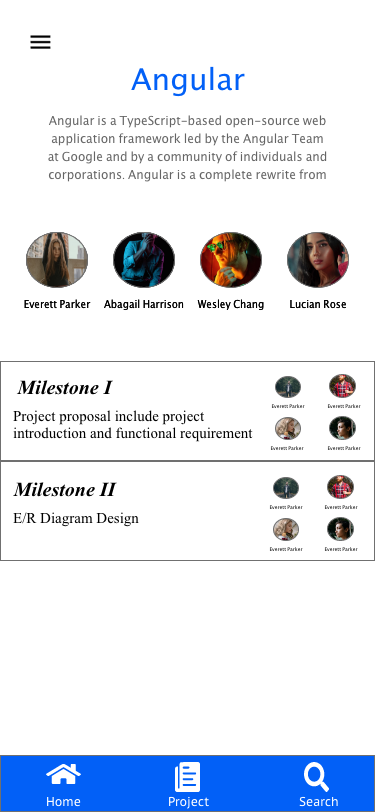 Angular
Angular is a TypeScript-based open-source web
application framework led by the Angular Team
at Google and by a community of individuals and
corporations. Angular is a complete rewrite from
Everett Parker
Abagail Harrison
Wesley Chang
Lucian Rose
Milestone I
Project proposal include project
introduction and functional requirement
Everett Parker
Everett Parker
Everett Parker
Everett Parker
Milestone II
E/R Diagram Design
Everett Parker
Everett Parker
Everett Parker
Everett Parker
Home
Project
Search